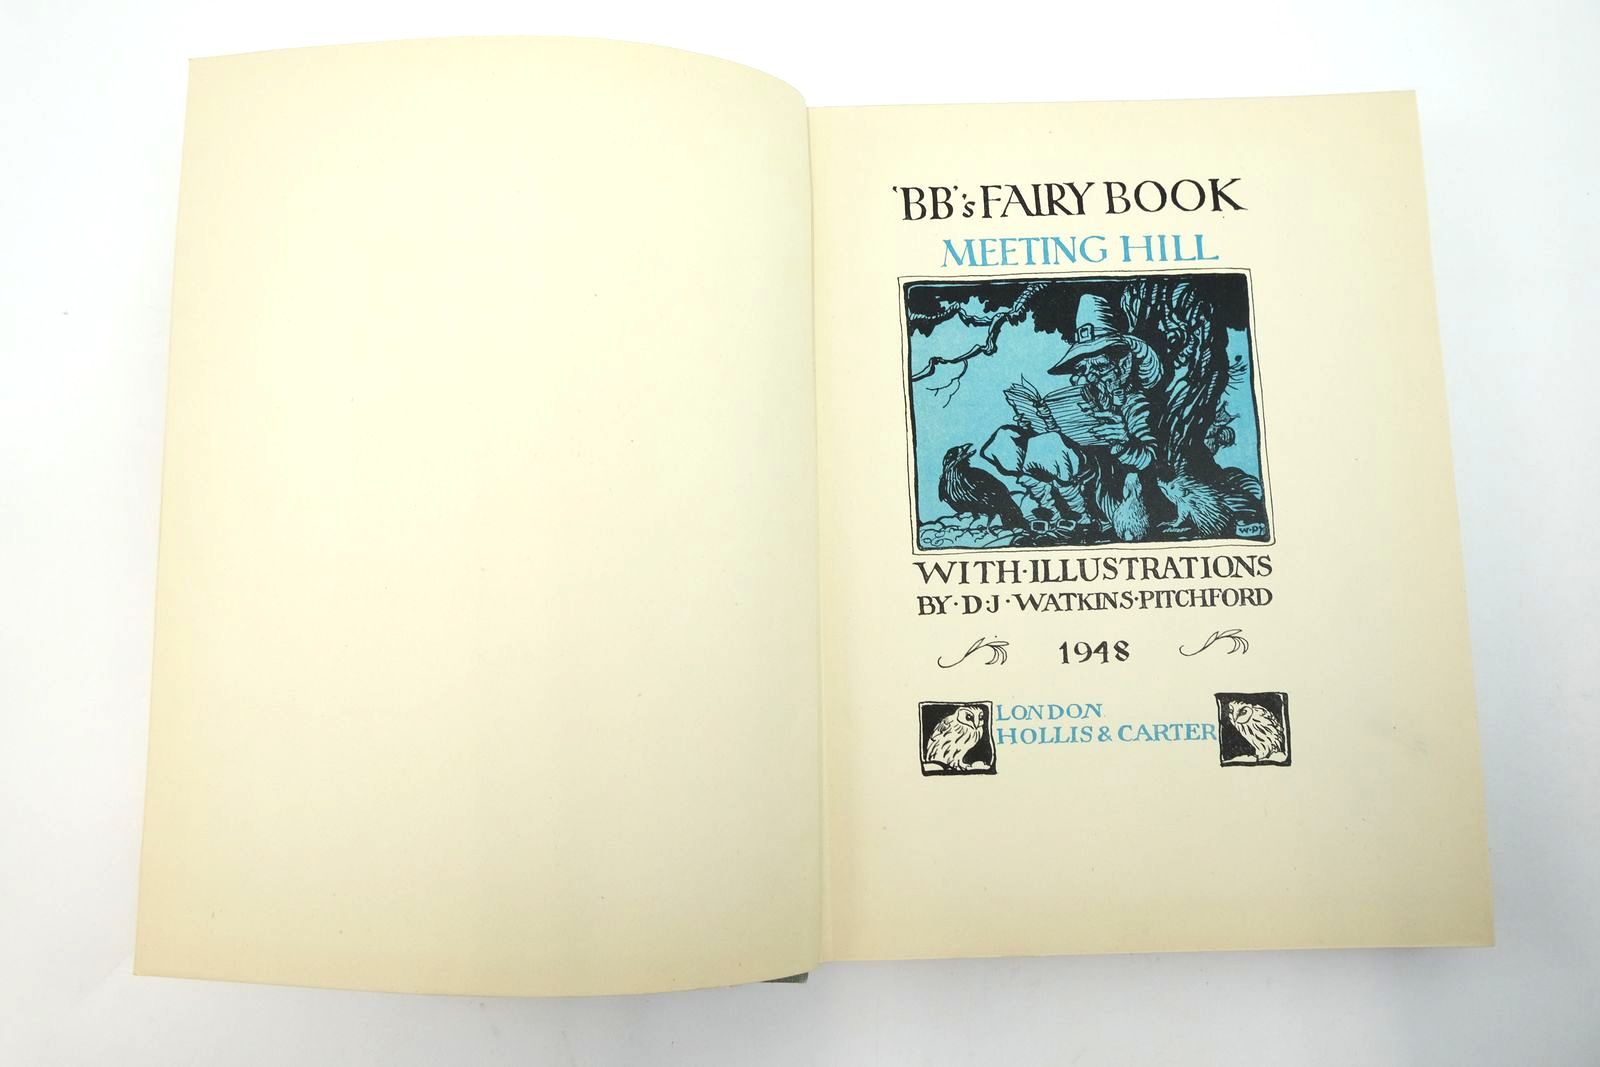 'BB's FAIRY BOOK
MEETING HILL
W·D·P
WITH·ILLUSTRATIONS
BY·D·J·WATKINS·PITCHFORD
1948
LONDON
HOLLIS & CARTER